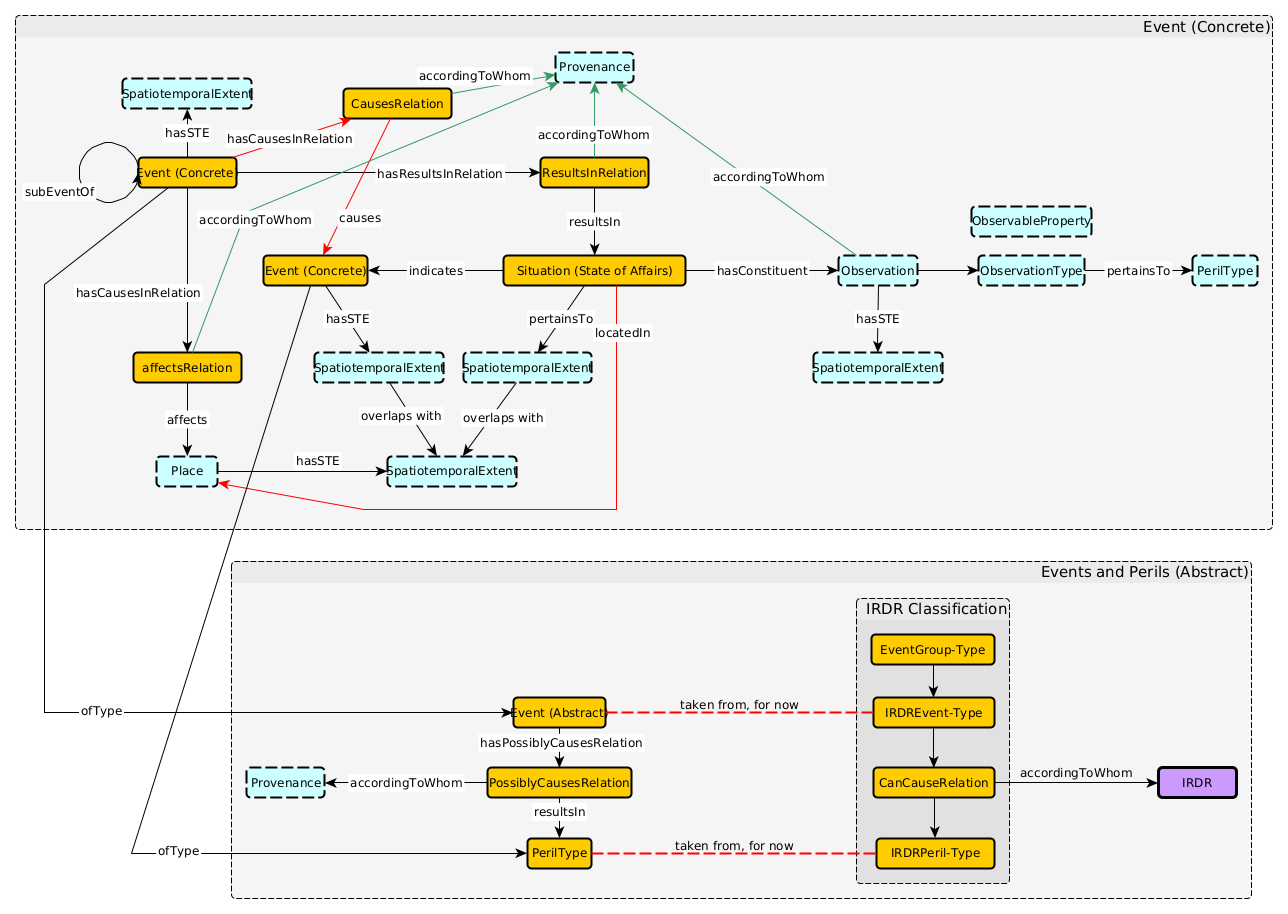 Event (Concrete)
Provenance
accordingToWhom
SpatiotemporalExtent
CausesRelation
hasSTE
hasCausesInRelation
accordingToWhom
Event (Concrete
hasResultsInRelation
ResultsInRelation
accordingToWhom
subEventOf
accordingToWhom
causes
resultsIn
ObservableProperty
Event (Concrete)
indicates
Situation (State of Affairs)
hasConstituent
Observation
ObservationType
pertainsTo
PerilType
hasCausesInRelation
hasSTE
pertainsTo
locatedIn
hasSTE
affectsRelation
SpatiotemporalExtent
SpatiotemporalExtent
SpatiotemporalExtent
affects
overlaps with
overlaps with
Place
hasSTE
SpatiotemporalExtent
Events and Perils (Abstract)
IRDR Classification
EventGroup-Type
ofType
Event (Abstract)
taken from, for now
IRDREvent-Type
hasPossiblyCausesRelation
Provenance
accordingToWhom
PossiblyCausesRelation
CanCauseRelation
accordingToWhom
IRDR
resultsIn
ofType
PerilType
taken from, for now
IRDRPeril-Type